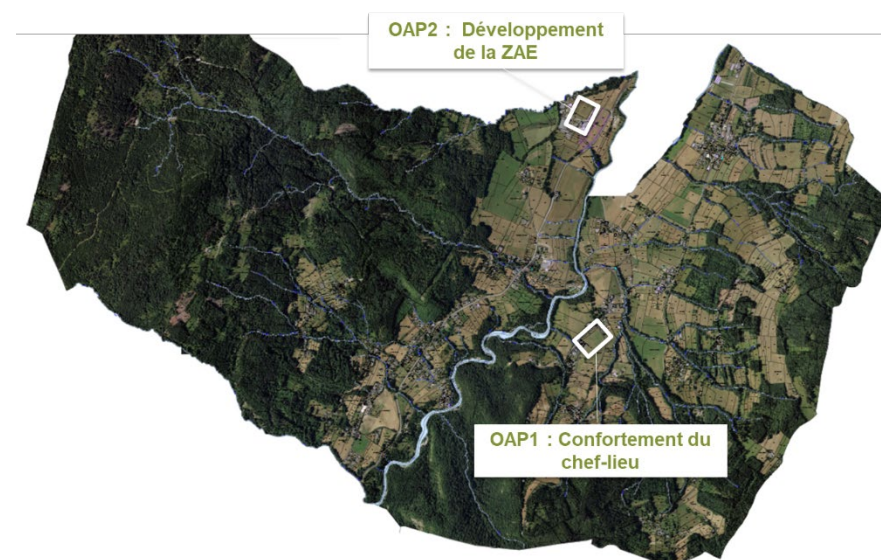 OAP2 : Développement
de la ZAE
OAP1 : Confortement du
chef-lieu